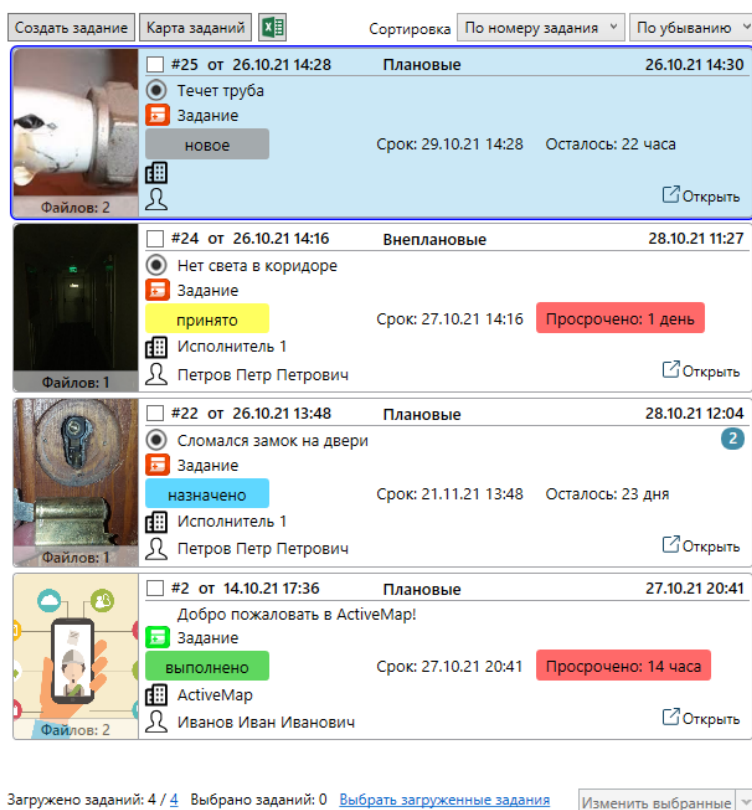 Создать задание Карта заданий Сортировка По номеру задания По убыванию
#25 от 26.10.21 14:28 Плановые 26.10.21 14:30
Течет труба
Задание
новое Срок: 29.10.21 14:28 Осталось: 22 часа
Файлов: 2 Открыть
#24 от 26.10.21 14:16 Внеплановые 28.10.21 11:27
Нет света в коридоре
Задание
принято Срок: 27.10.21 14:16 Просрочено: 1 день
Исполнитель 1
Файлов: 1 Петров Петр Петрович Открыть
#22 от 26.10.21 13:48 Плановые 28.10.21 12:04
Сломался замок на двери 2
Задание
назначено Срок: 21.11.21 13:48 Осталось: 23 дня
Исполнитель 1
Файлов: 1 Петров Петр Петрович Открыть
#2 от 14.10.21 17:36 Плановые 27.10.21 20:41
Добро пожаловать в ActiveMap!
Задание
выполнено Срок: 27.10.21 20:41 Просрочено: 14 часа
ActiveMap
Файлов: 2 Иванов Иван Иванович Открыть
Загружено заданий: 4 / 4 Выбрано заданий: 0 Выбрать загруженные задания Изменить выбранные